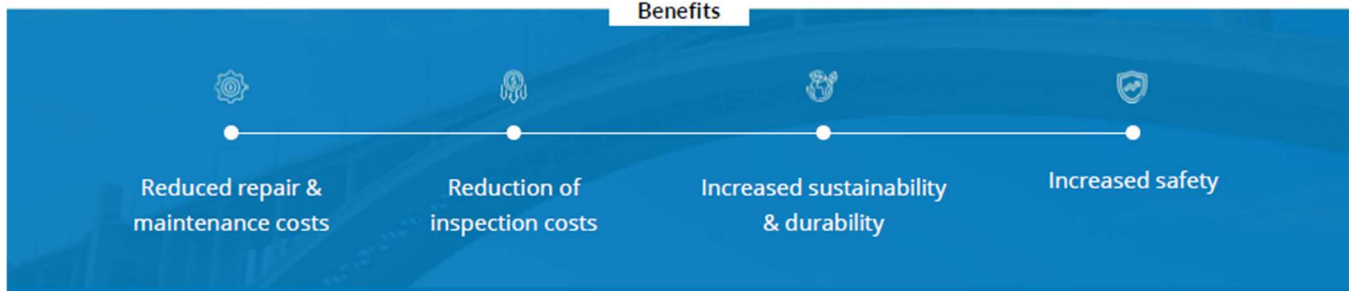 Benefits
Reduced repair &
maintenance costs
Reduction of
inspection costs
Increased sustainability
& durability
Increased safety